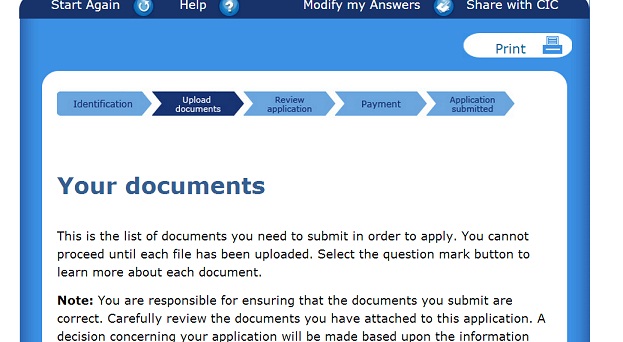 Start Again Help ? Modify my Answers Share with CIC
Print
Identification
Upload
documents
Review
application
Payment
Application
submitted
Your documents
This is the list of documents you need to submit in order to apply. You cannot
proceed until each file has been uploaded. Select the question mark button to
learn more about each document.
Note: You are responsible for ensuring that the documents you submit are
correct. Carefully review the documents you have attached to this application. A
decision concerning your application will be made based upon the information